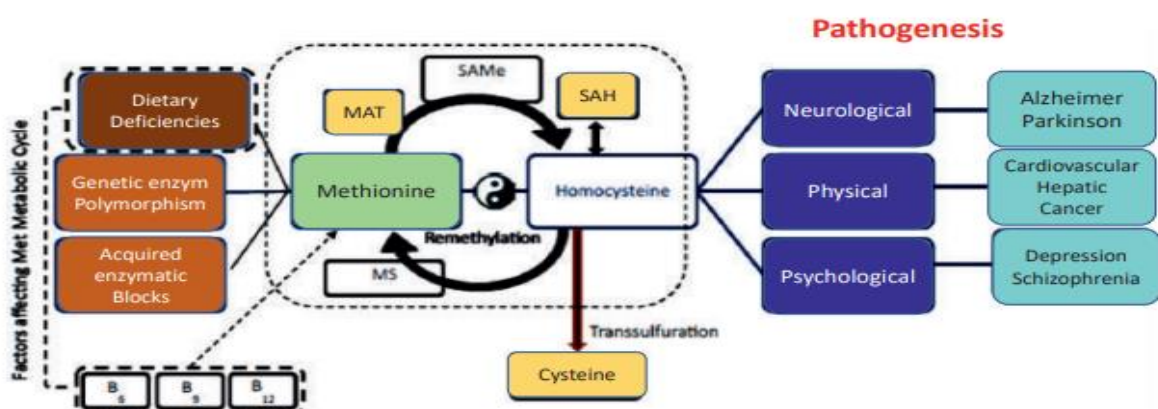 Pathogenesis
Factors affecting Met Metabolic Cycle
Dietary
Deficiencies
Genetic enzym
Polymorphism
Acquired
enzymatic
Blocks
B6
B9
B12
SAMe
MAT
SAH
Methionine
Homocysteine
Remethylation
MS
Transsulfuration
Cysteine
Neurological
Physical
Psychological
Alzheimer
Parkinson
Cardiovascular
Hepatic
Cancer
Depression
Schizophrenia